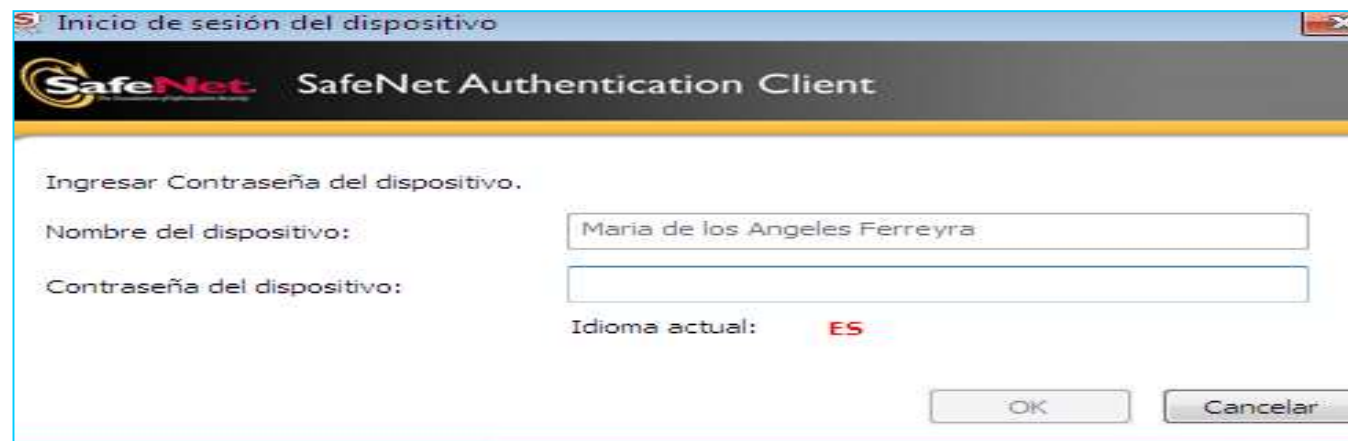 Inicio de sesión del dispositivo
SafeNet SafeNet Authentication Client
Ingresar Contraseña del dispositivo.
Nombre del dispositivo: Maria de los Angeles Ferreyra
Contraseña del dispositivo:
Idioma actual: ES
OK Cancelar